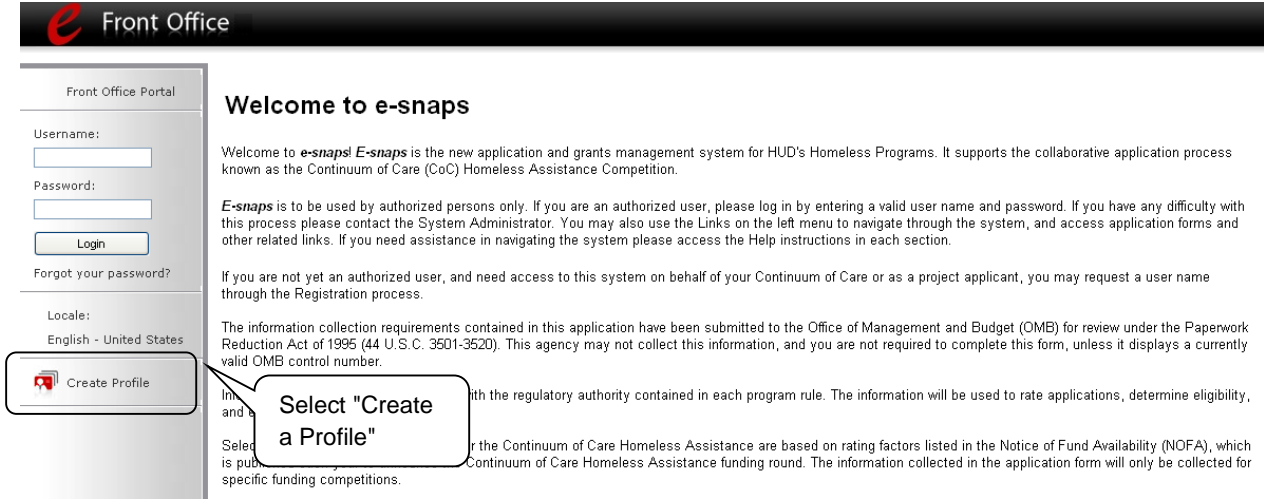 e Front Office
Front Office Portal
Username:
Password:
Login
Forgot your password?
Locale:
English - United States
Create Profile
Welcome to e-snaps
Welcome to e-snaps! E-snaps is the new application and grants management system for HUD's Homeless Programs. It supports the collaborative application process
known as the Continuum of Care (CoC) Homeless Assistance Competition.
E-snaps is to be used by authorized persons only. If you are an authorized user, please log in by entering a valid user name and password. If you have any difficulty with
this process please contact the System Administrator. You may also use the Links on the left menu to navigate through the system, and access application forms and
other related links. If you need assistance in navigating the system please access the Help instructions in each section.
If you are not yet an authorized user, and need access to this system on behalf of your Continuum of Care or as a project applicant, you may request a user name
through the Registration process.
The information collection requirements contained in this application have been submitted to the Office of Management and Budget (OMB) for review under the Paperwork
Reduction Act of 1995 (44 U.S.C. 3501-3520). This agency may not collect this information, and you are not required to complete this form, unless it displays a currently
valid OMB control number.
the regulatory authority contained in each program rule. The information will be used to rate applications, determine eligibility,
and
the Continuum of Care Homeless Assistance are based on rating factors listed in the Notice of Fund Availability (NOFA), which
is Continuum of Care Homeless Assistance funding round. The information collected in the application form will only be collected for
specific funding competitions.
Select "Create
a Profile"